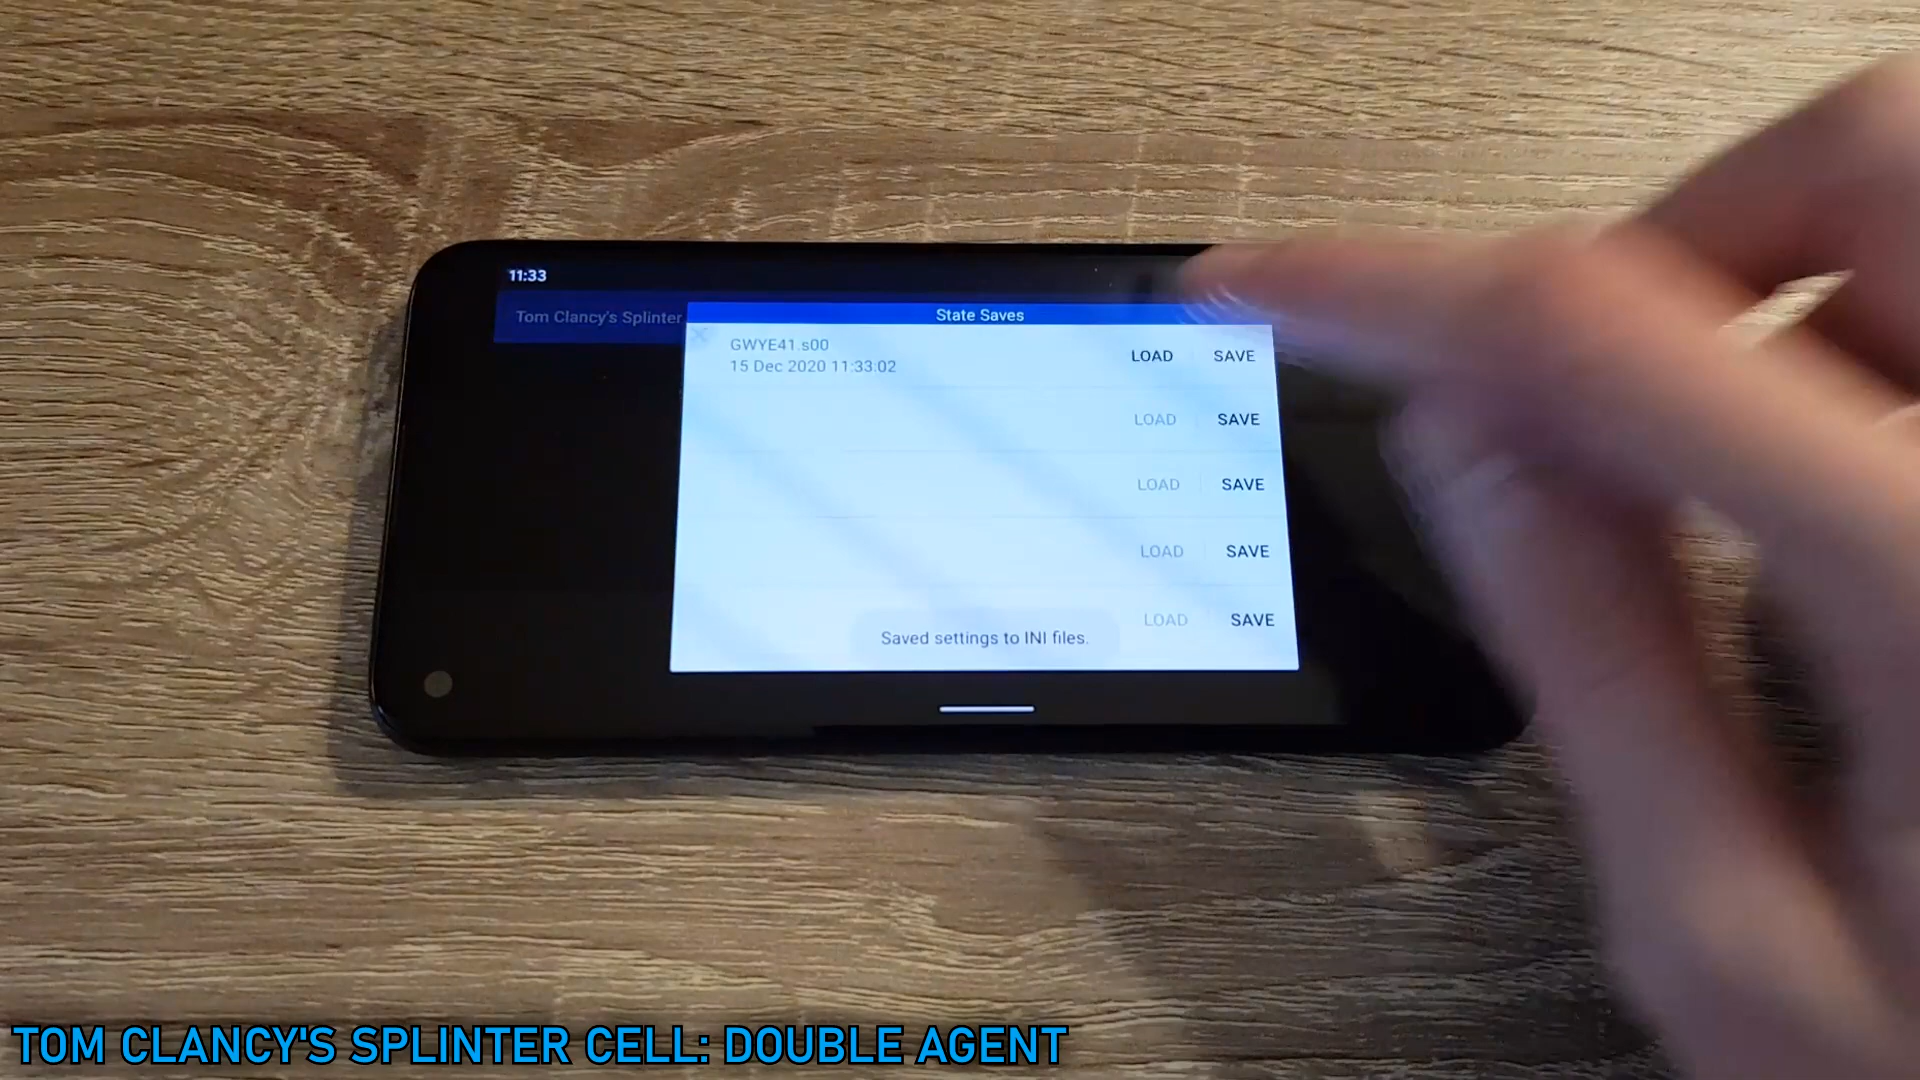 11:33
Tom Clancy's Splinter
State Saves
GWYE41.s00
15 Dec 2020 11:33:02
LOAD SAVE
LOAD SAVE
LOAD SAVE
LOAD SAVE
LOAD SAVE
Saved settings to INI files.
TOM CLANCY'S SPLINTER CELL: DOUBLE AGENT